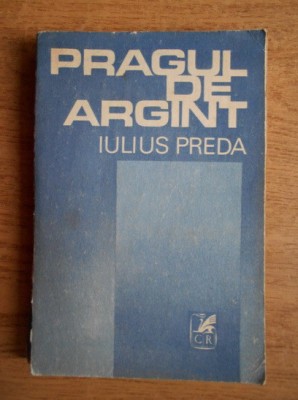 PRAGUL
DE
ARGINT
IULIUS PREDA
CR